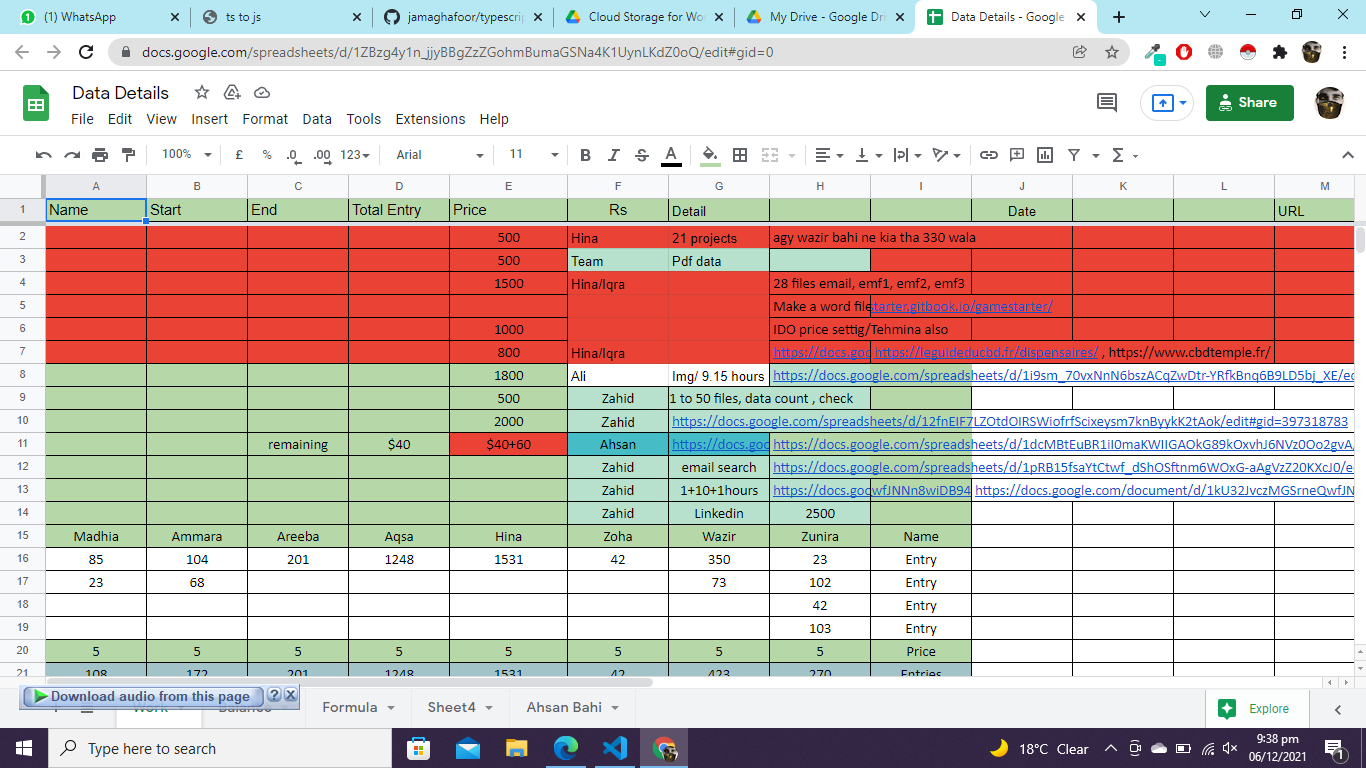 (1) WhatsApp ts to js jamaghafoor/typescri Cloud Storage for Wor My Drive - Google Dri Data Details - Google
docs.google.com/spreadsheets/d/1ZBzg4y1n_jjyBBgZzZGohmBumaGSNa4K1UynLKdZ0oQ/edit#gid=0
Data Details
File Edit View Insert Format Data Tools Extensions Help
Share
100% £ % .0 .00 123 Arial 11 B I S A
A B C D E F G H I J K L M
1 Name Start End Total Entry Price Rs Detail Date URL
2 500 Hina 21 projects agy wazir bahi ne kia tha 330 wala
3 500 Team Pdf data
4 1500 Hina/Iqra 28 files email, emf1, emf2, emf3
5 Make a word file starter.gitbook.io/gamestarter/
6 1000 IDO price settig/Tehmina also
7 800 Hina/Iqra https://docs.goo https://leguideducbd.fr/dispensaires/ , https://www.cbdtemple.fr/
8 1800 Ali Img/ 9.15 hours https://docs.google.com/spreadsheets/d/1i9sm_70vxNnN6bszACqZwDtr-YRfkBnq6B9LD5bj_XE/ed
9 500 Zahid 1 to 50 files, data count , check
10 2000 Zahid https://docs.google.com/spreadsheets/d/12fnEIF7LZOtdOIRSWiofrfScixeysm7knByykK2tAok/edit#gid=397318783
11 remaining $40 $40+60 Ahsan https://docs.goo https://docs.google.com/spreadsheets/d/1dcMBtEuBR1iI0maKWIIGAOkG89kOxvhJ6NVz0Oo2gvA/
12 Zahid email search https://docs.google.com/spreadsheets/d/1pRB15fsaYtCtwf_dShOSftnm6WOxG-aAgVzZ20KXcJ0/e
13 Zahid 1+10+1hours https://docs.goo wfJNNn8wiDB94 https://docs.google.com/document/d/1kU32JvczMGSrneQwfJN
14 Zahid Linkedin 2500
15 Madhia Ammara Areeba Aqsa Hina Zoha Wazir Zunira Name
16 85 104 201 1248 1531 42 350 23 Entry
17 23 68 73 102 Entry
18 42 Entry
19 103 Entry
20 5 5 5 5 5 5 5 5 Price
21 108 172 201 1248 1531 42 423 270 Entries
Download audio from this page ? X
Work Balance Formula Sheet4 Ahsan Bahi Explore
Type here to search 18°C Clear 9:38 pm
06/12/2021
1